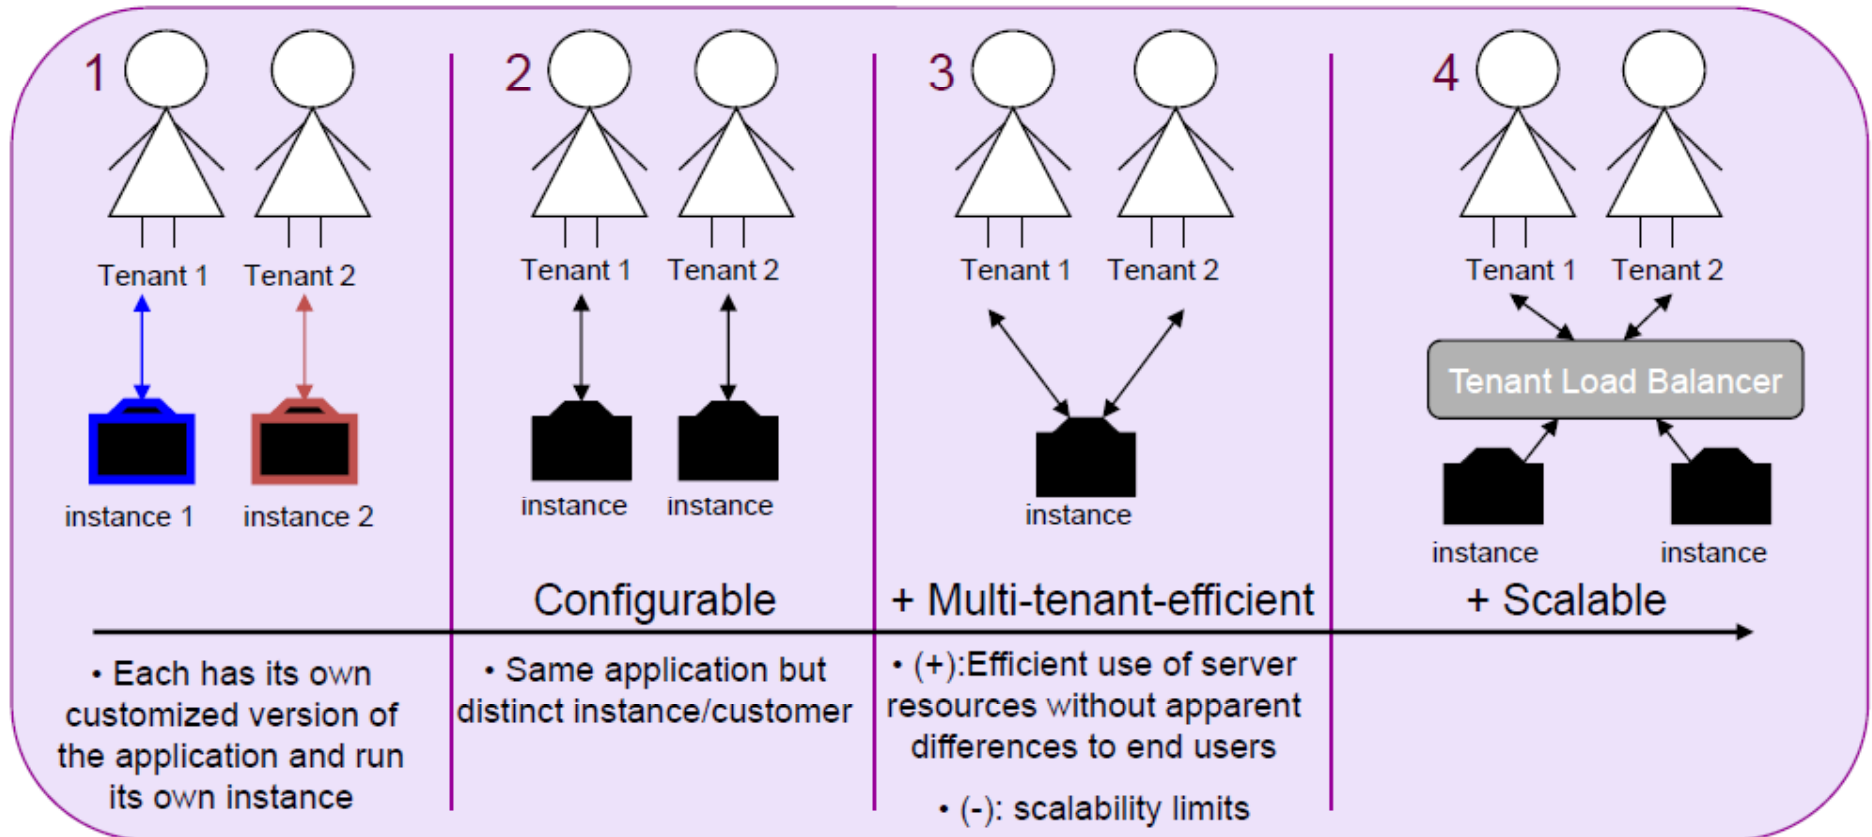 1
Tenant 1
Tenant 2
instance 1
instance 2
• Each has its own
customized version of
the application and run
its own instance
2
Tenant 1
Tenant 2
instance
instance
Configurable
• Same application but
distinct instance/customer
3
Tenant 1
Tenant 2
instance
+ Multi-tenant-efficient
• (+):Efficient use of server
resources without apparent
differences to end users
• (-): scalability limits
4
Tenant 1
Tenant 2
Tenant Load Balancer
instance
instance
+ Scalable